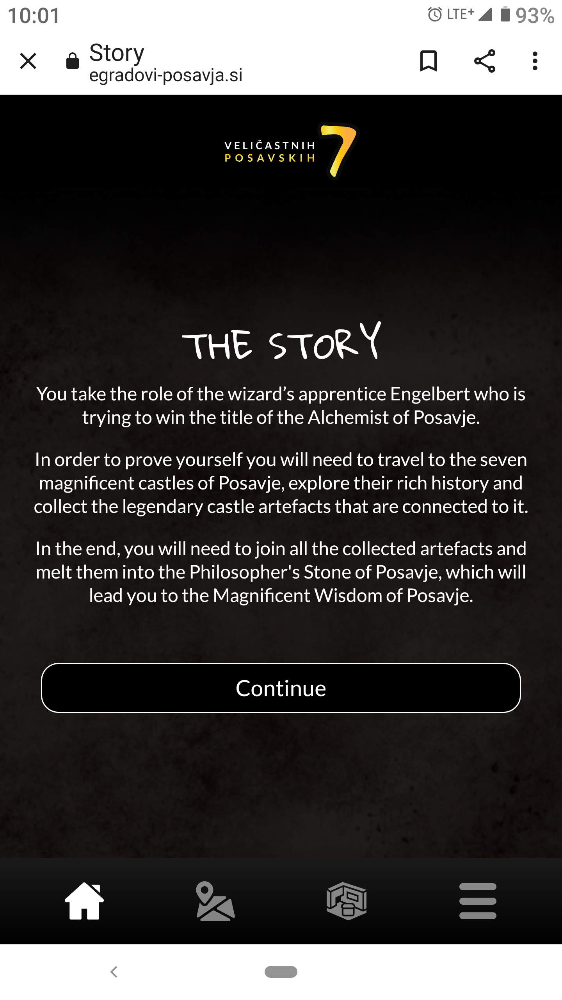 10:01
LTE+
93%
Story
egradovi-posavja.si
VELIČASTNIH
POSAVSKIH
7
THE STORY
You take the role of the wizard’s apprentice Engelbert who is
trying to win the title of the Alchemist of Posavje.
In order to prove yourself you will need to travel to the seven
magnificent castles of Posavje, explore their rich history and
collect the legendary castle artefacts that are connected to it.
In the end, you will need to join all the collected artefacts and
melt them into the Philosopher's Stone of Posavje, which will
lead you to the Magnificent Wisdom of Posavje.
Continue